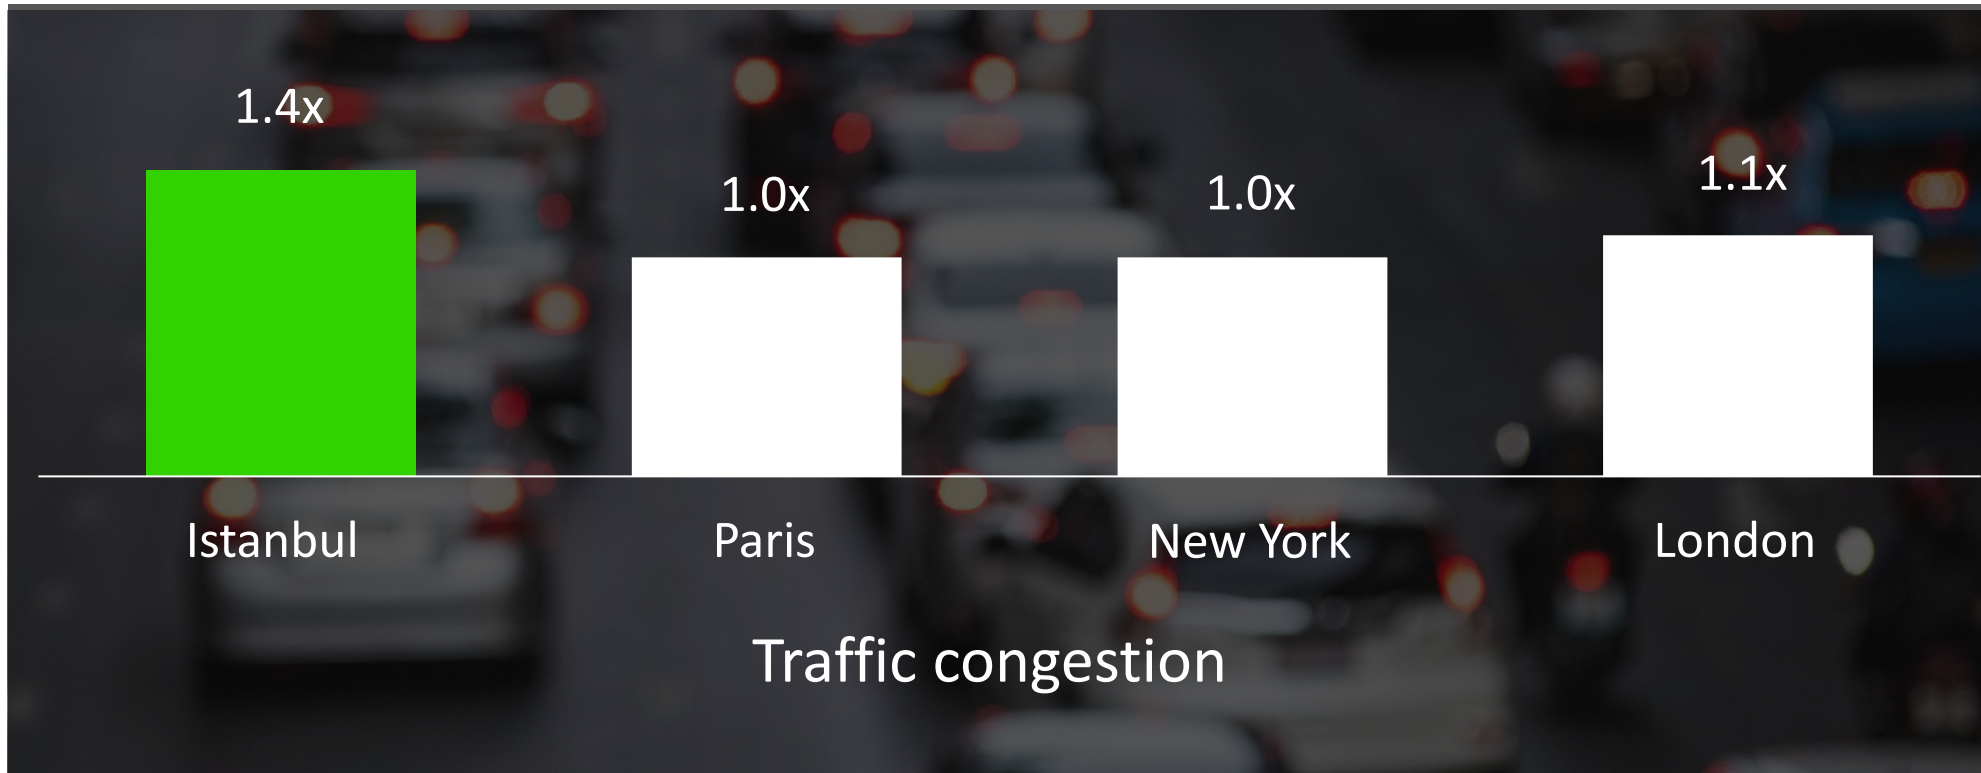 1.4x
1.0x
1.0x
1.1x
Istanbul
Paris
New York
London
Traffic congestion